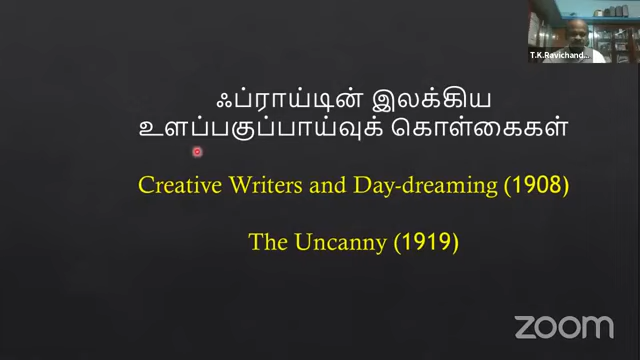 T.K.Ravichand...
ஃப்ராய்டின் இலக்கிய
உளப்பகுப்பாய்வுக் கொள்கைகள்
Creative Writers and Day-dreaming (1908)
The Uncanny (1919)
zoom